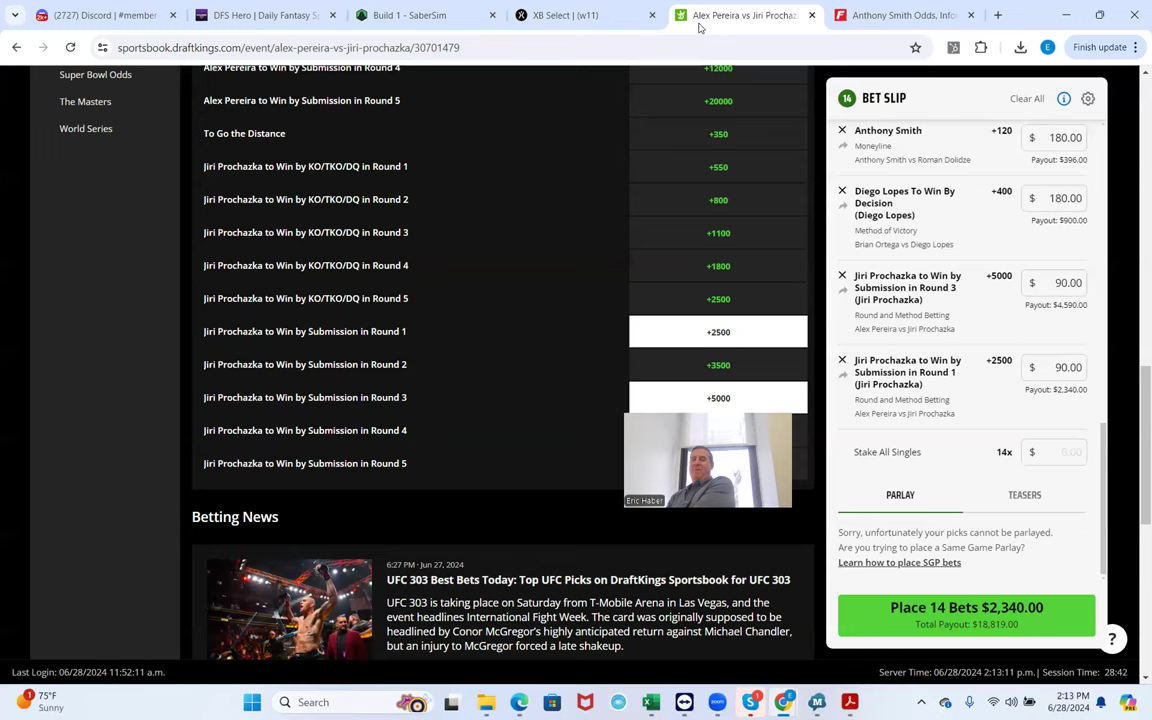 (2727) Discord | #member
DFS Hero | Daily Fantasy S
Build 1 - SaberSim
XB Select | (w11)
Alex Pereira vs Jiri Prochaz
Anthony Smith Odds, Info
sportsbook.draftkings.com/event/alex-pereira-vs-jiri-prochazka/30701479
E
Finish update
Super Bowl Odds
The Masters
World Series
Alex Pereira to Win by Submission in Round 4
+12000
Alex Pereira to Win by Submission in Round 5
+20000
To Go the Distance
+350
Jiri Prochazka to Win by KO/TKO/DQ in Round 1
+550
Jiri Prochazka to Win by KO/TKO/DQ in Round 2
+800
Jiri Prochazka to Win by KO/TKO/DQ in Round 3
+1100
Jiri Prochazka to Win by KO/TKO/DQ in Round 4
+1800
Jiri Prochazka to Win by KO/TKO/DQ in Round 5
+2500
Jiri Prochazka to Win by Submission in Round 1
+2500
Jiri Prochazka to Win by Submission in Round 2
+3500
Jiri Prochazka to Win by Submission in Round 3
+5000
Jiri Prochazka to Win by Submission in Round 4
Jiri Prochazka to Win by Submission in Round 5
Eric Haber
Betting News
6:27 PM • Jun 27, 2024
UFC 303 Best Bets Today: Top UFC Picks on DraftKings Sportsbook for UFC 303
UFC 303 is taking place on Saturday from T-Mobile Arena in Las Vegas, and the
event headlines International Fight Week. The card was originally supposed to be
headlined by Conor McGregor's highly anticipated return against Michael Chandler,
but an injury to McGregor forced a late shakeup.
14 BET SLIP
Clear All
Anthony Smith +120 $ 180.00
Moneyline
Anthony Smith vs Roman Dolidze
Payout: $396.00
Diego Lopes To Win By +400 $ 180.00
Decision
(Diego Lopes)
Payout: $900.00
Method of Victory
Brian Ortega vs Diego Lopes
Jiri Prochazka to Win by +5000 $ 90.00
Submission in Round 3
(Jiri Prochazka)
Payout: $4,590.00
Round and Method Betting
Alex Pereira vs Jiri Prochazka
Jiri Prochazka to Win by +2500 $ 90.00
Submission in Round 1
(Jiri Prochazka)
Payout: $2,340.00
Round and Method Betting
Alex Pereira vs Jiri Prochazka
Stake All Singles 14x $ 0.00
PARLAY
TEASERS
Sorry, unfortunately your picks cannot be parlayed.
Are you trying to place a Same Game Parlay?
Learn how to place SGP bets
Place 14 Bets $2,340.00
Total Payout: $18,819.00
?
Last Login: 06/28/2024 11:52:11 a.m.
Server Time: 06/28/2024 2:13:11 p.m.| Session Time: 28:42
75°F
Sunny
Search
2:13 PM
6/28/2024